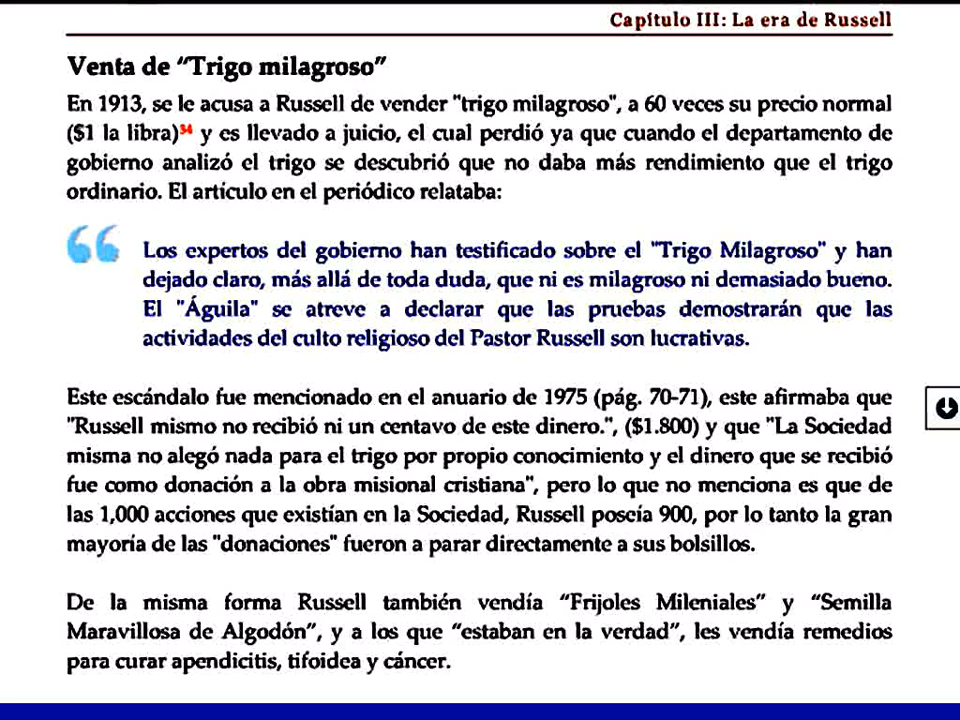 Capítulo III: La era de Russell
Venta de “Trigo milagroso”
En 1913, se le acusa a Russell de vender "trigo milagroso", a 60 veces su precio normal
($1 la libra)³⁴ y es llevado a juicio, el cual perdió ya que cuando el departamento de
gobierno analizó el trigo se descubrió que no daba más rendimiento que el trigo
ordinario. El artículo en el periódico relataba:
“
Los expertos del gobierno han testificado sobre el "Trigo Milagroso" y han
dejado claro, más allá de toda duda, que ni es milagroso ni demasiado bueno.
El "Águila" se atreve a declarar que las pruebas demostrarán que las
actividades del culto religioso del Pastor Russell son lucrativas.
Este escándalo fue mencionado en el anuario de 1975 (pág. 70-71), este afirmaba que
"Russell mismo no recibió ni un centavo de este dinero.", ($1.800) y que "La Sociedad
misma no alegó nada para el trigo por propio conocimiento y el dinero que se recibió
fue como donación a la obra misional cristiana", pero lo que no menciona es que de
las 1,000 acciones que existían en la Sociedad, Russell poseía 900, por lo tanto la gran
mayoría de las "donaciones" fueron a parar directamente a sus bolsillos.
De la misma forma Russell también vendía “Frijoles Mileniales” y “Semilla
Maravillosa de Algodón”, y a los que “estaban en la verdad”, les vendía remedios
para curar apendicitis, tifoidea y cáncer.